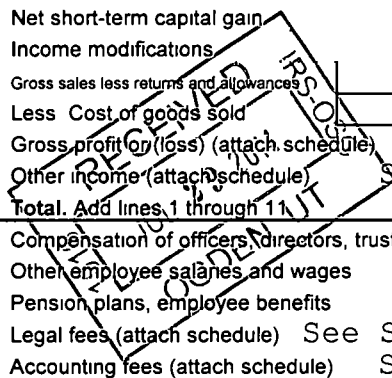 Net short-term capital gain
Income modifications
Gross sales less returns and allowances
Less Cost of goods sold
Gross profit or (loss) (attach schedule)
Other income (attach schedule) S
Total. Add lines 1 through 11
Compensation of officers, directors, trust
Other employee salaries and wages
Pension plans, employee benefits
Legal fees (attach schedule) See S
Accounting fees (attach schedule) S
RECEIVED
IRS-OSC
OGDEN, UT